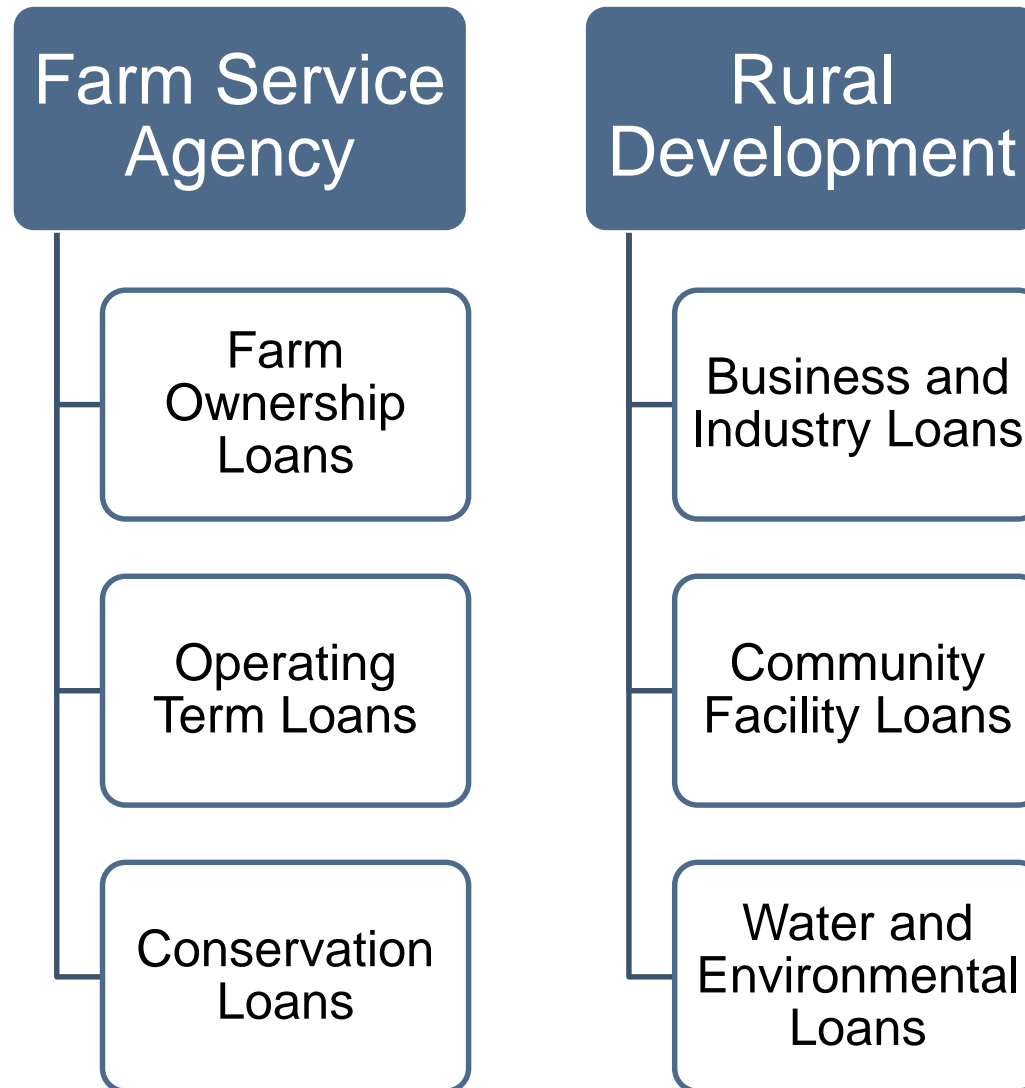 Farm Service
Agency
Farm
Ownership
Loans
Operating
Term Loans
Conservation
Loans
Rural
Development
Business and
Industry Loans
Community
Facility Loans
Water and
Environmental
Loans